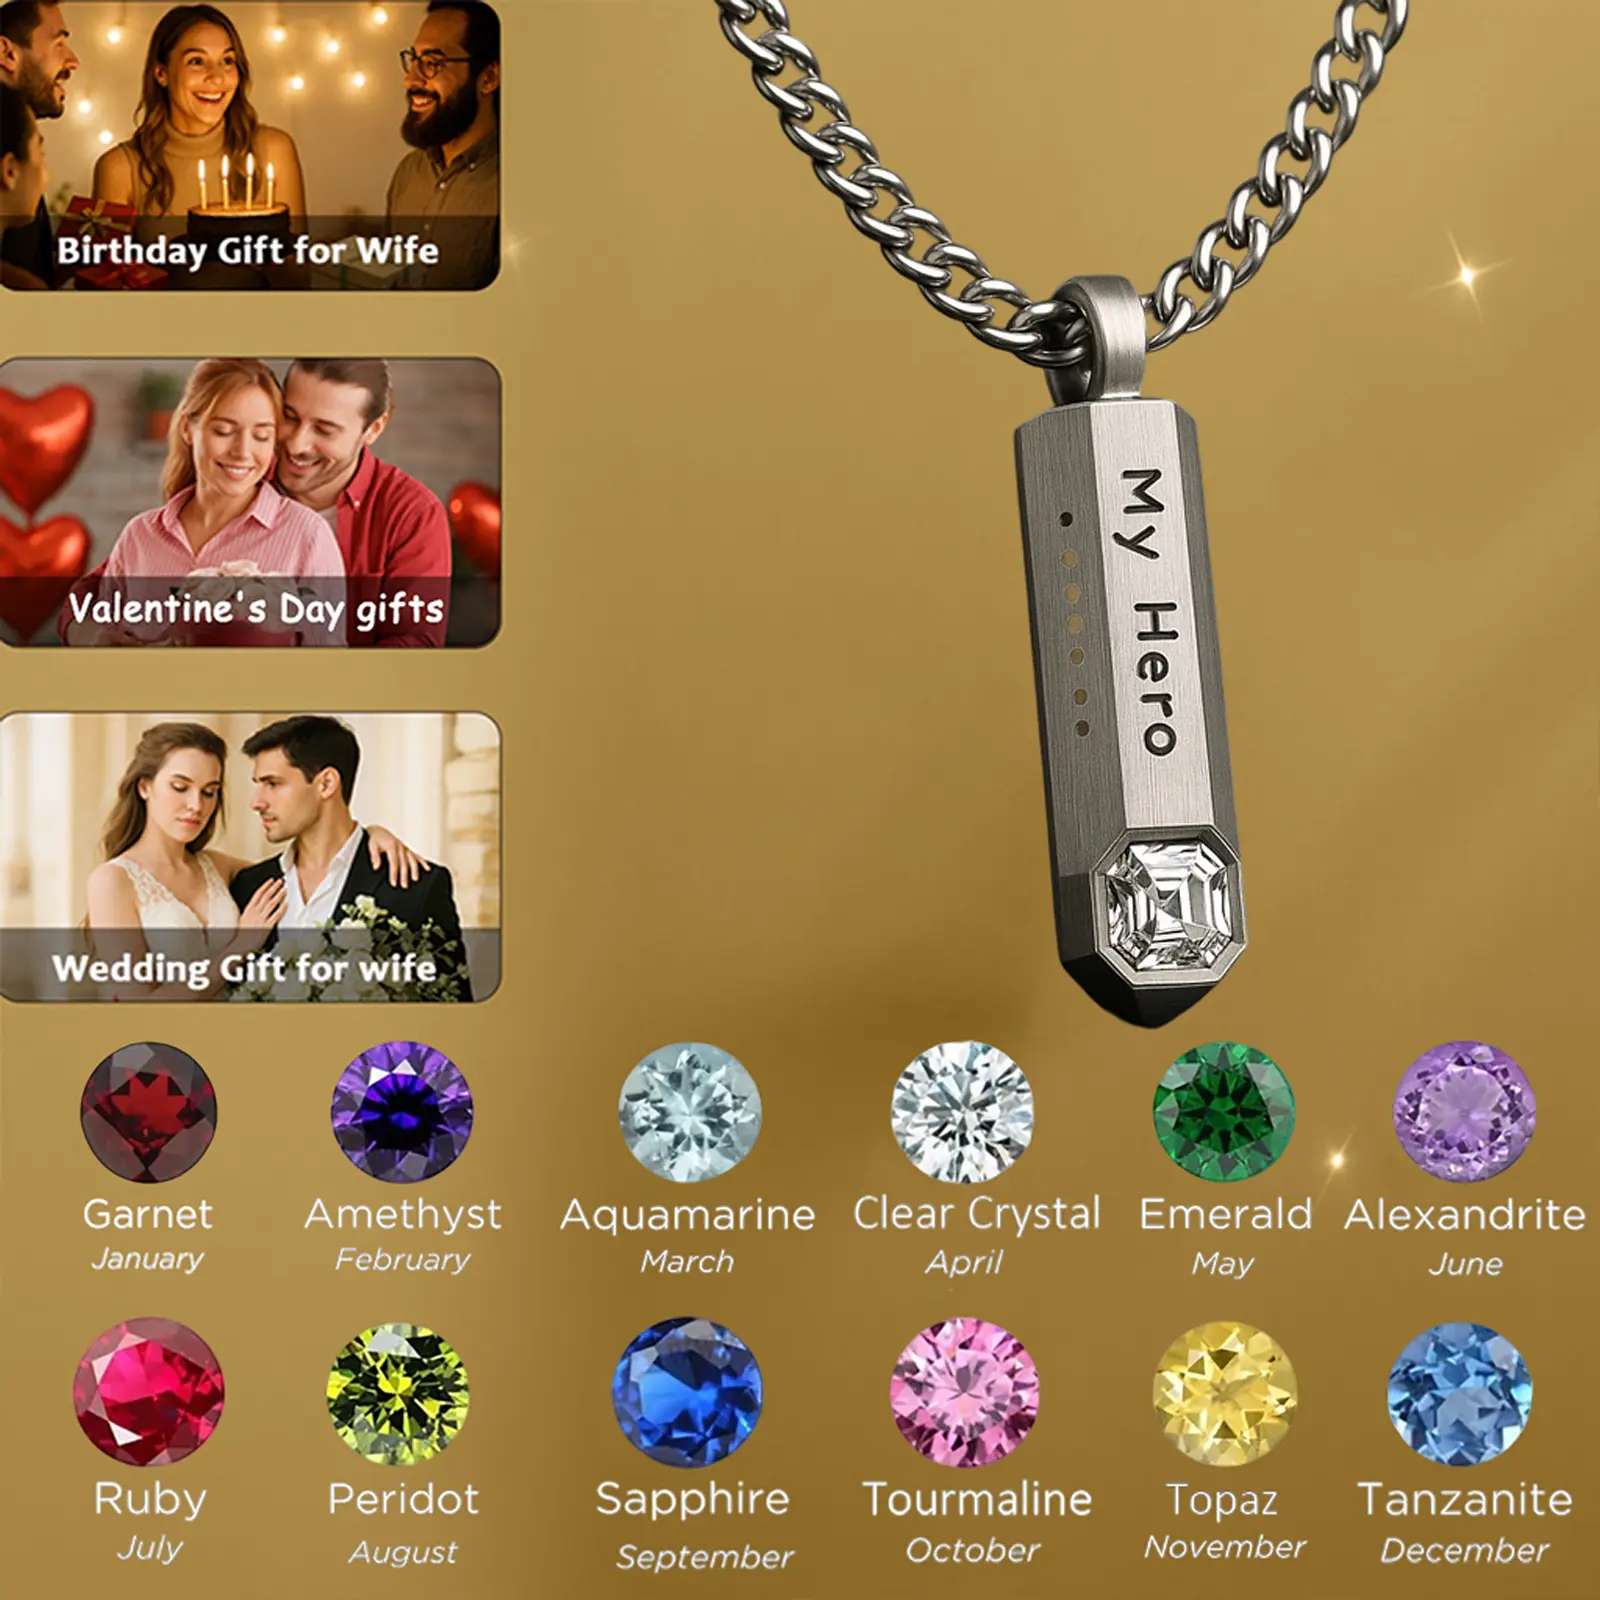 Birthday Gift for Wife
Valentine's Day gifts
Wedding Gift for wife
My Hero
Garnet
January
Amethyst
February
Aquamarine
March
Clear Crystal
April
Emerald
May
Alexandrite
June
Ruby
July
Peridot
August
Sapphire
September
Tourmaline
October
Topaz
November
Tanzanite
December